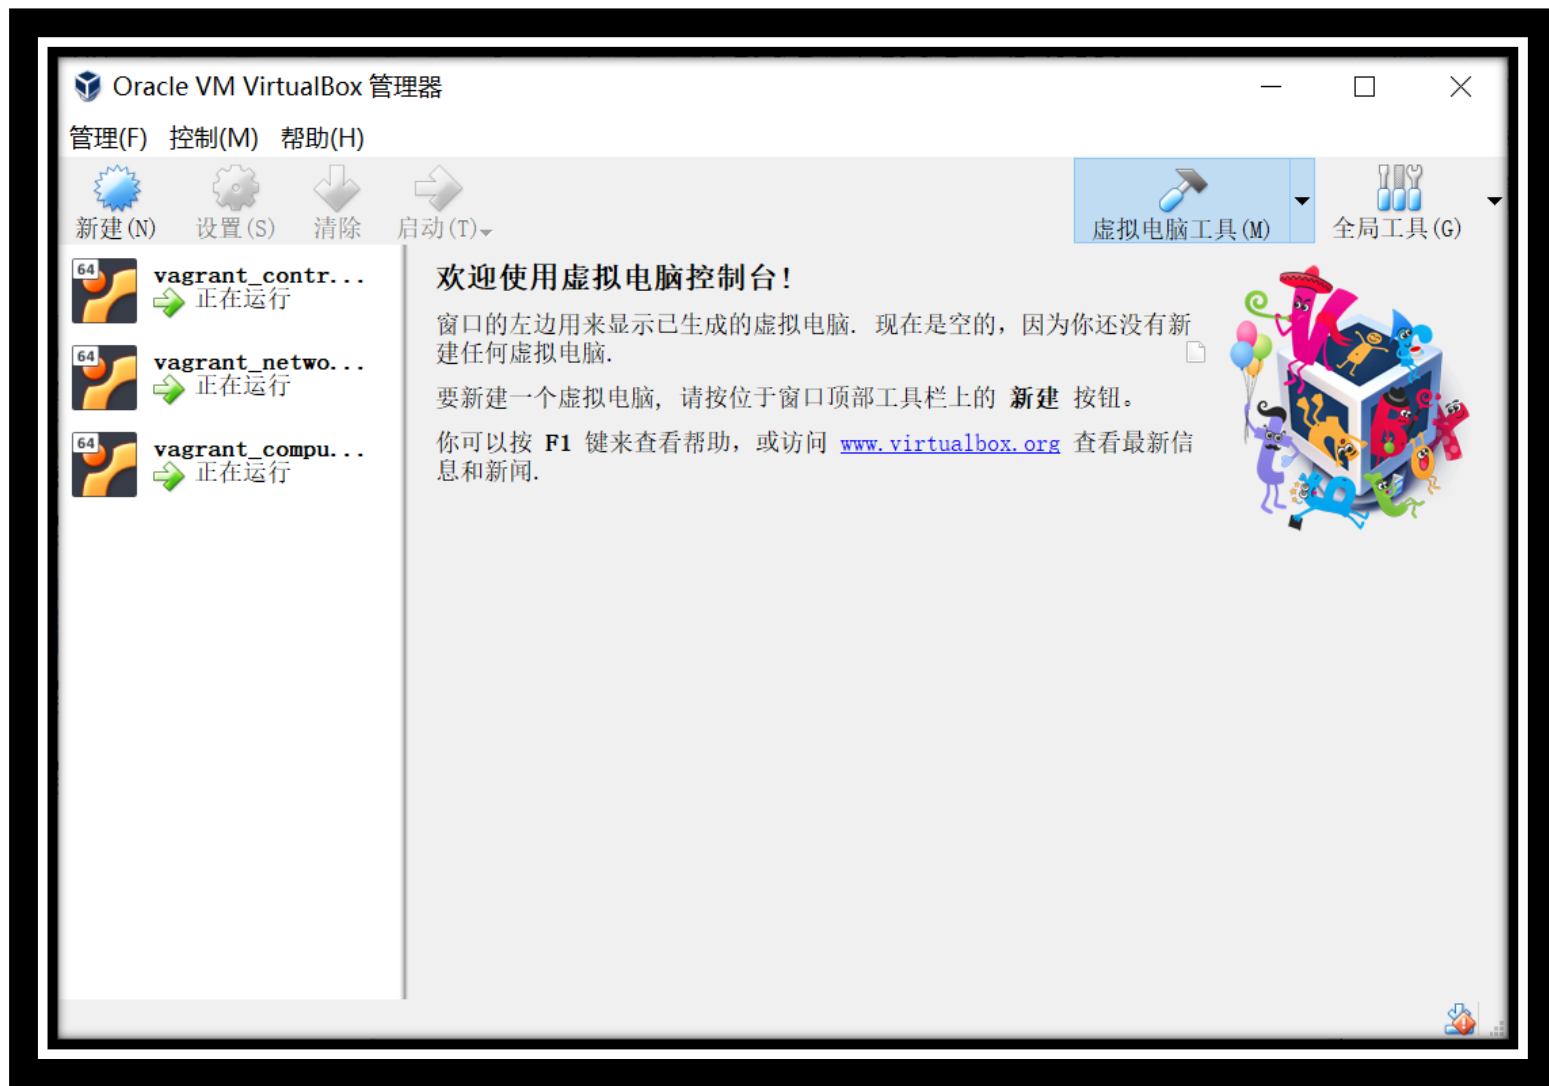 Oracle VM VirtualBox 管理器
管理(F) 控制(M) 帮助(H)
新建(N) 设置(S) 清除 启动(T) 虚拟电脑工具(M) 全局工具(G)
64 vagrant_contr...
正在运行
64 vagrant_netwo...
正在运行
64 vagrant_compu...
正在运行
欢迎使用虚拟电脑控制台!
窗口的左边用来显示已生成的虚拟电脑. 现在是空的, 因为你还没有新
建任何虚拟电脑.
要新建一个虚拟电脑, 请按位于窗口顶部工具栏上的 新建 按钮。
你可以按 F1 键来查看帮助, 或访问 www.virtualbox.org 查看最新信
息和新闻.